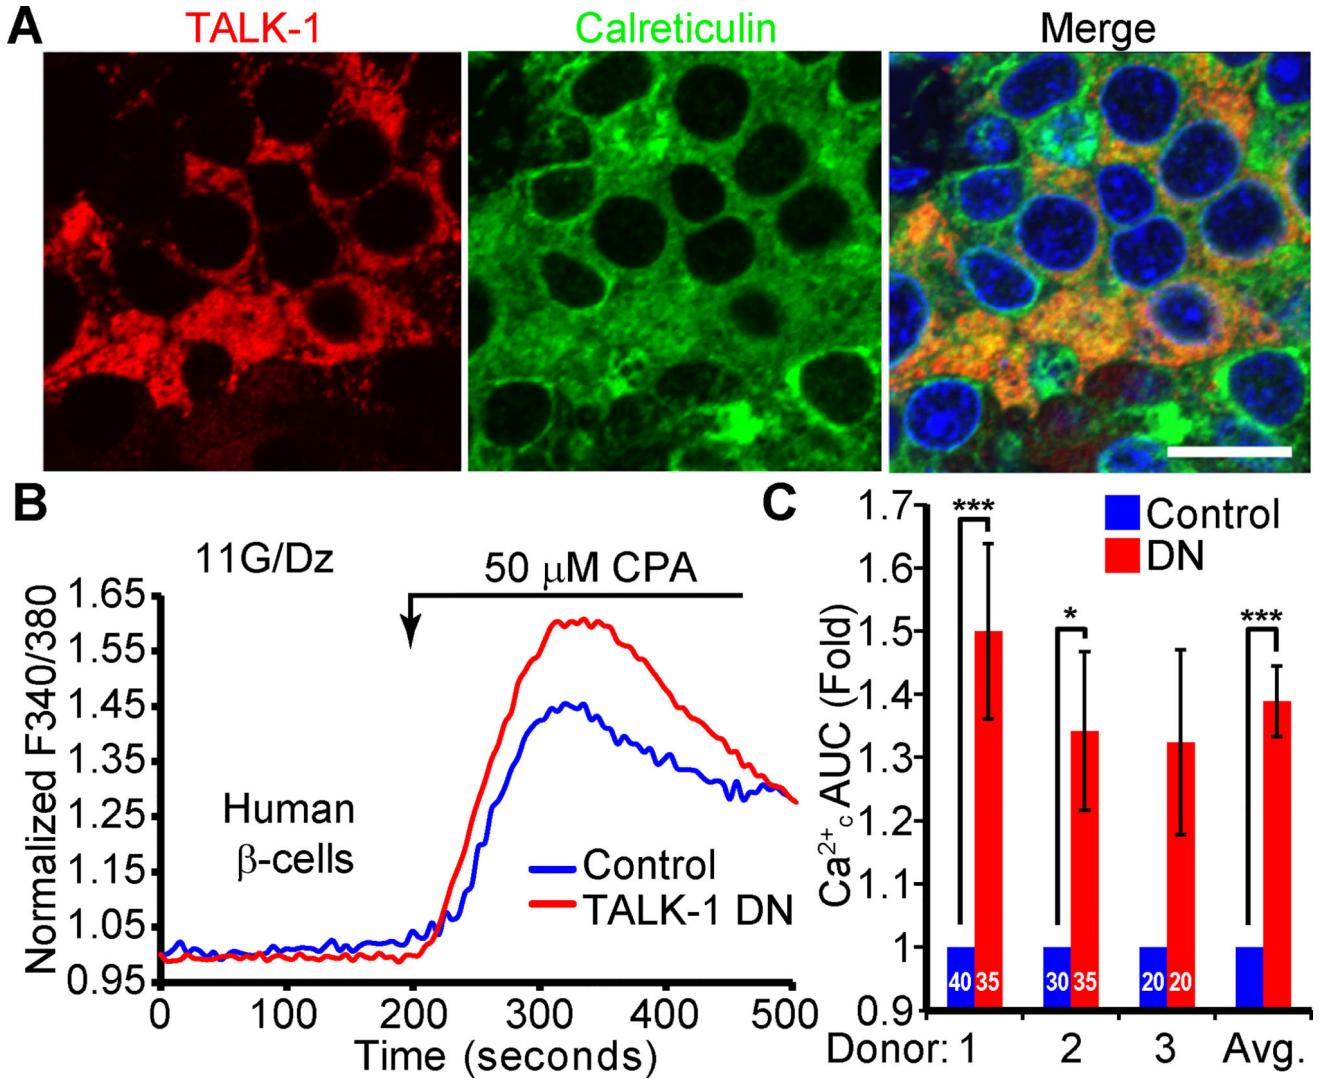 A
TALK-1
Calreticulin
Merge
B
11G/Dz
50 μM CPA
Normalized F340/380
1.65
1.55
1.45
1.35
1.25
1.15
1.05
0.95
Human
β-cells
Control
TALK-1 DN
0
100
200
300
400
500
Time (seconds)
C
Control
DN
Ca²⁺c AUC (Fold)
1.7
1.6
1.5
1.4
1.3
1.2
1.1
1
0.9
***
*
***
40 35
30 35
20 20
Donor: 1 2 3 Avg.